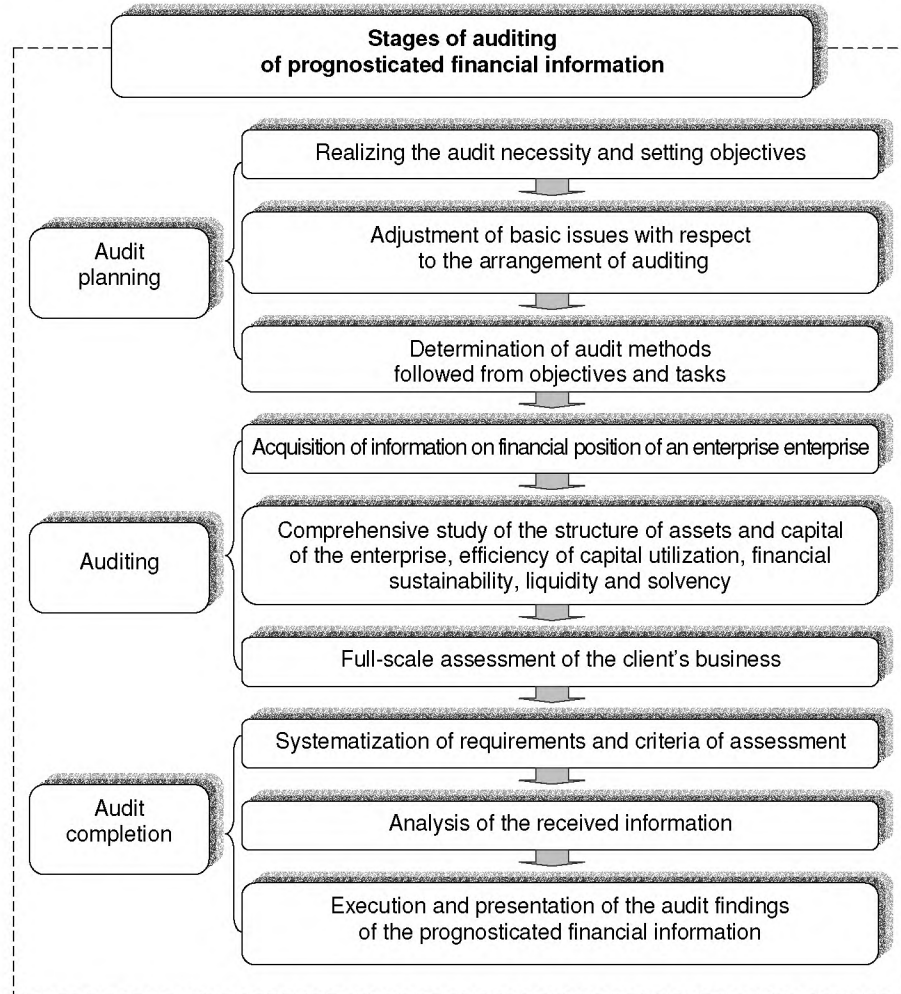 Stages of auditing
of prognosticated financial information
Realizing the audit necessity and setting objectives
Audit
planning
Adjustment of basic issues with respect
to the arrangement of auditing
Determination of audit methods
followed from objectives and tasks
Acquisition of information on financial position of an enterprise enterprise
Auditing
Comprehensive study of the structure of assets and capital
of the enterprise, efficiency of capital utilization, financial
sustainability, liquidity and solvency
Full-scale assessment of the client's business
Systematization of requirements and criteria of assessment
Audit
completion
Analysis of the received information
Execution and presentation of the audit findings
of the prognosticated financial information